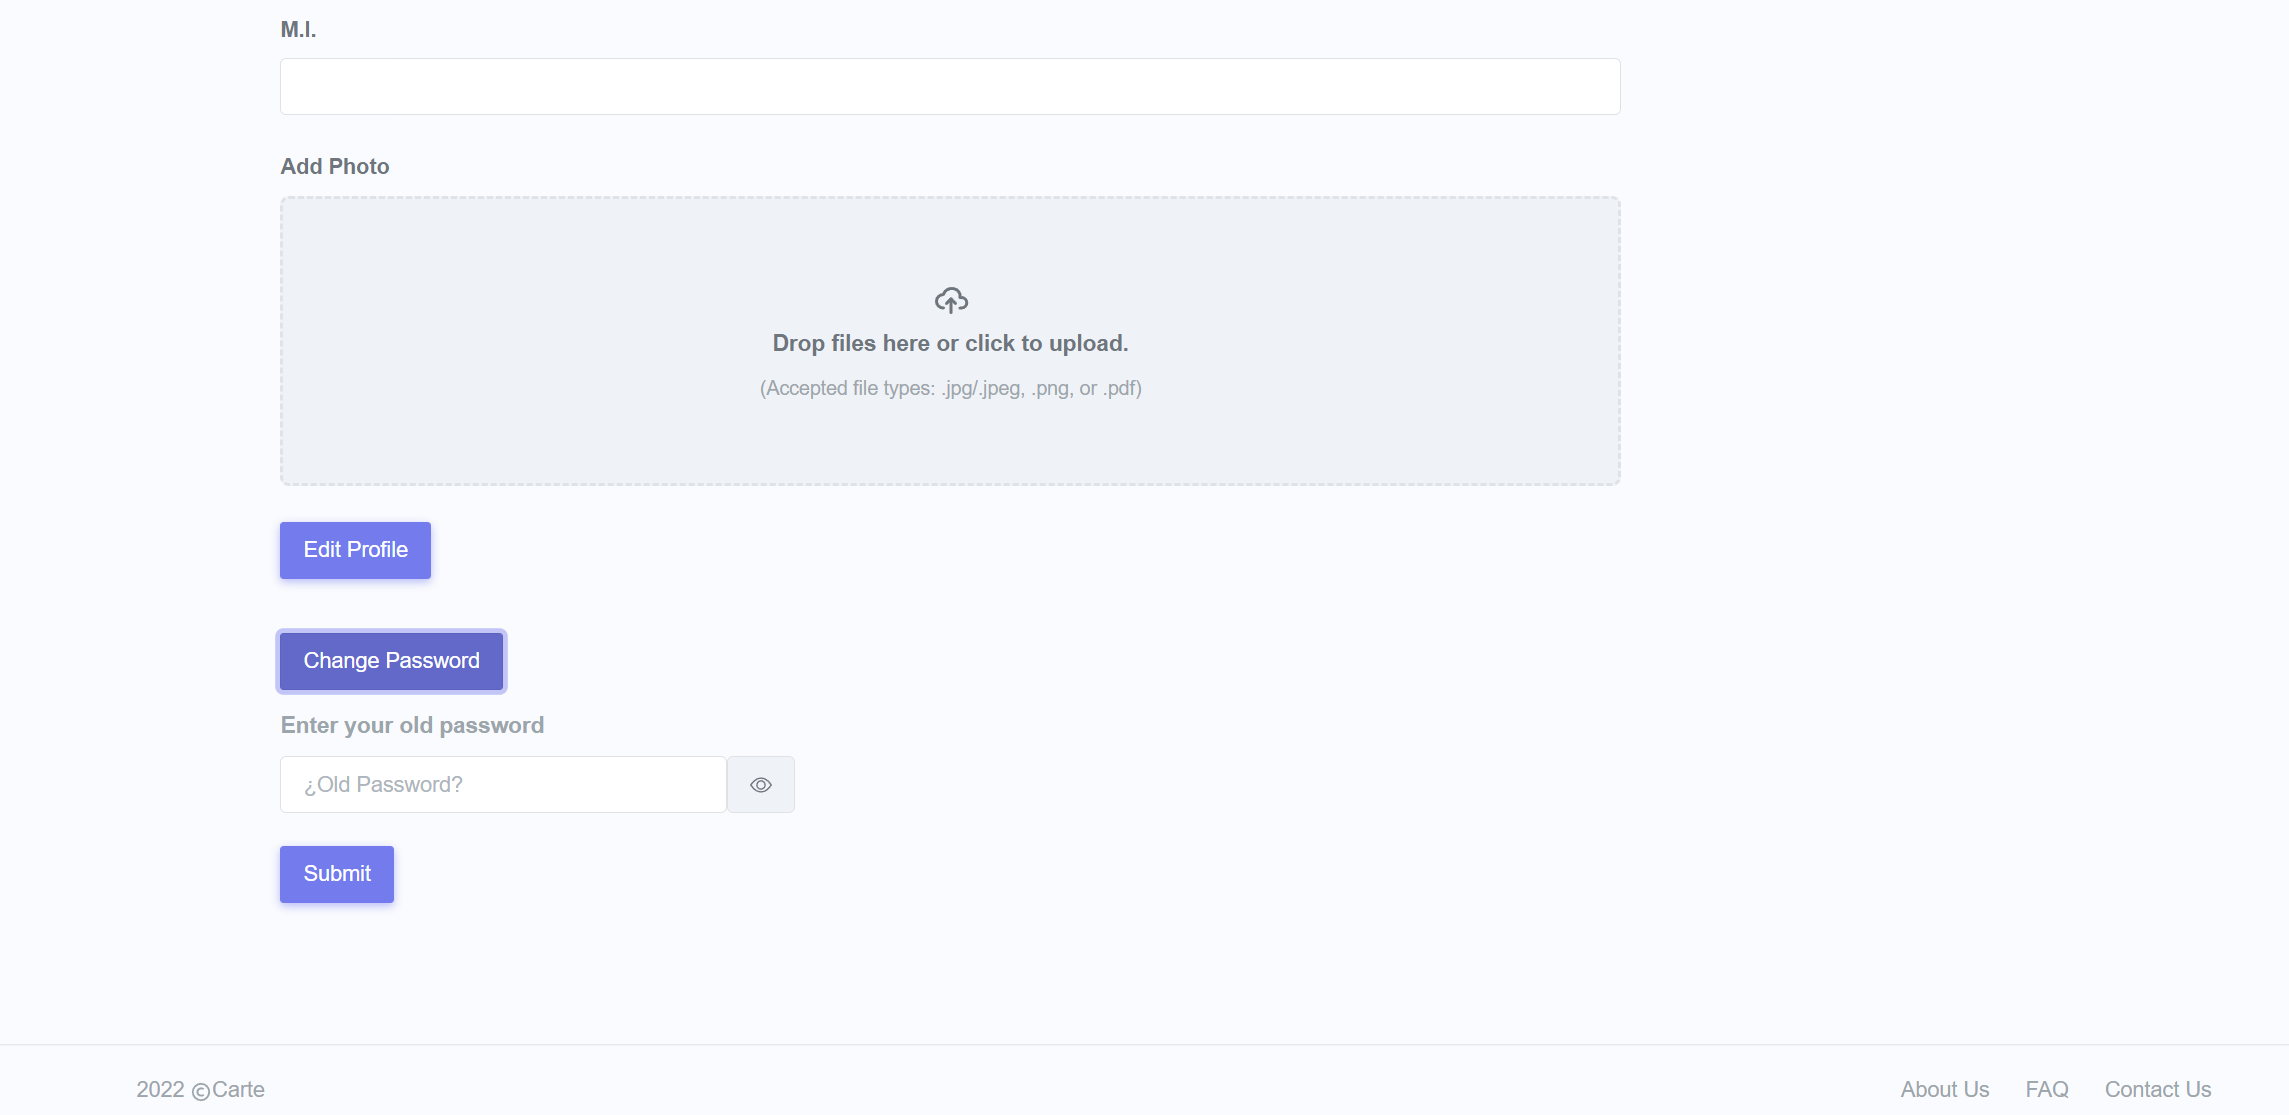 M.I.
Add Photo
Drop files here or click to upload.
(Accepted file types: .jpg/.jpeg, .png, or .pdf)
Edit Profile
Change Password
Enter your old password
¿Old Password?
Submit
2022 ©Carte
About Us FAQ Contact Us